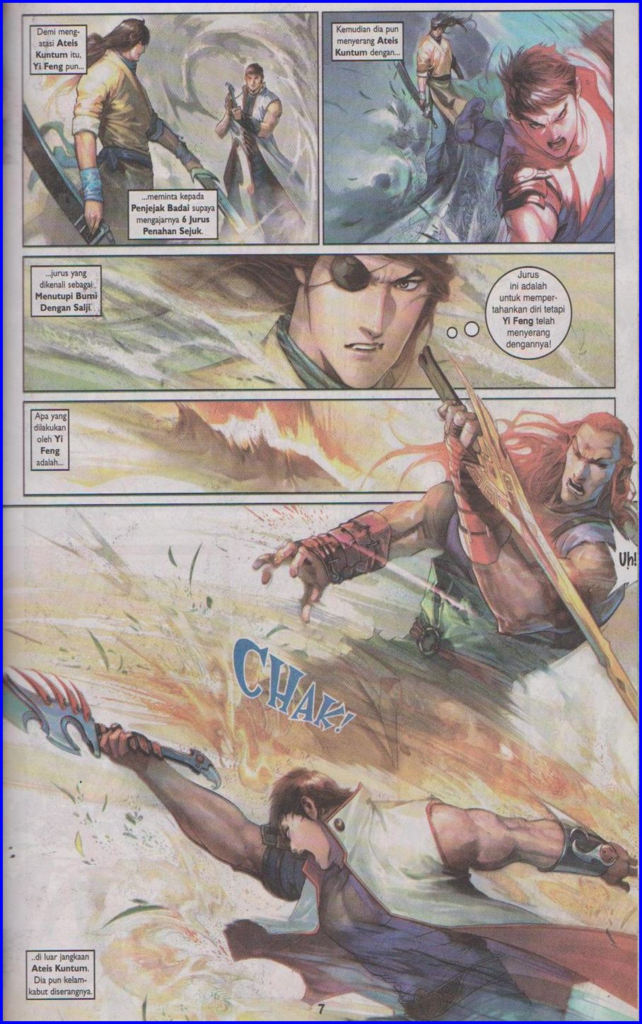 Demi meng-
atasi Ateis
Kuntum itu,
Yi Feng pun...
...meminta kepada
Penjejak Badai supaya
mengajarnya 6 Jurus
Penahan Sejuk.
Kemudian dia pun
menyerang Ateis
Kuntum dengan...
...jurus yang
dikenali sebagai
Menutupi Bumi
Dengan Salji.
Jurus
ini adalah
untuk memper-
tahankan diri tetapi
Yi Feng telah
menyerang
dengannya!
Apa yang
dilakukan
oleh Yi
Feng
adalah...
Uh!
CHAK!
..di luar jangkaan
Ateis Kuntum.
Dia pun kelam-
kabut diserangnya.
7